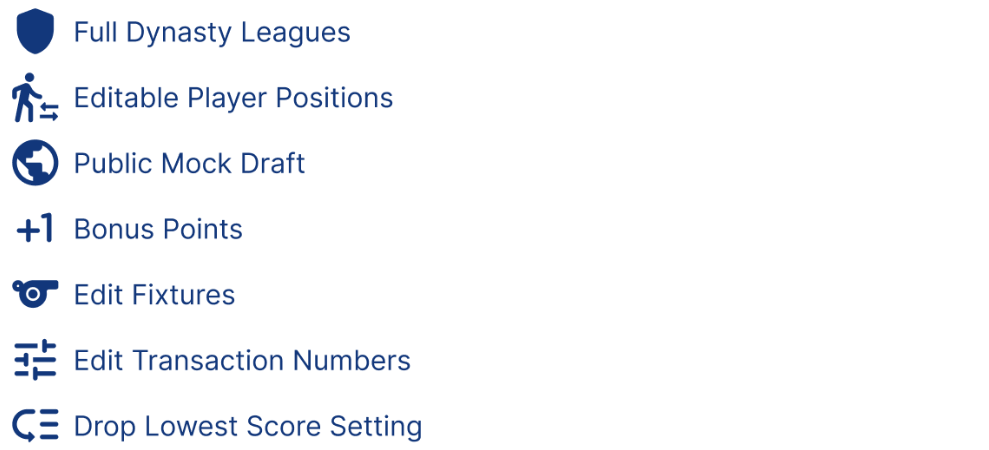 Full Dynasty Leagues
Editable Player Positions
Public Mock Draft
+1 Bonus Points
Edit Fixtures
Edit Transaction Numbers
Drop Lowest Score Setting